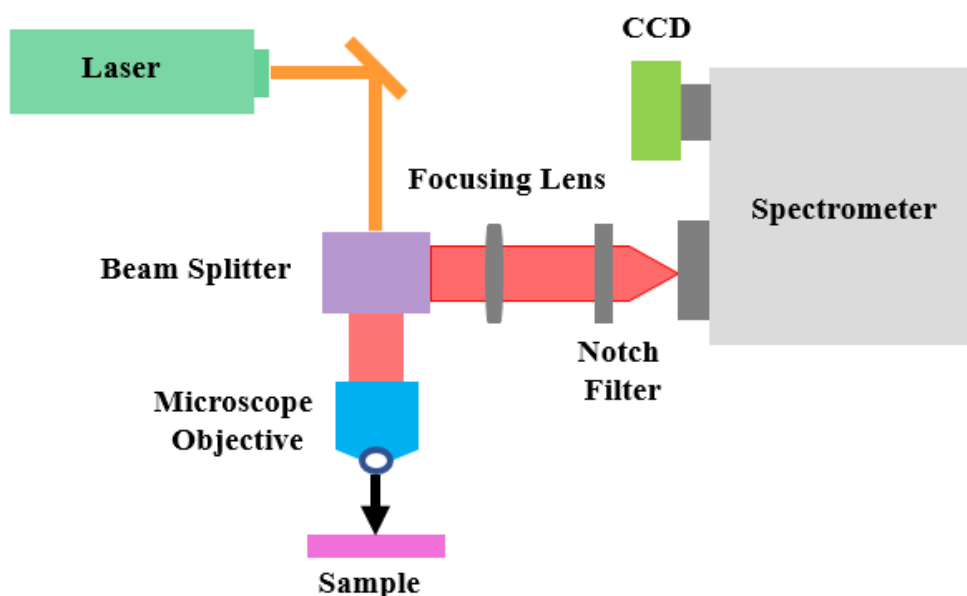 CCD
Laser
Focusing Lens
Spectrometer
Beam Splitter
Notch
Filter
Microscope
Objective
Sample